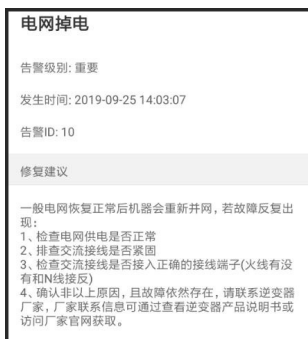 电网掉电
告警级别: 重要
发生时间: 2019-09-25 14:03:07
告警ID: 10
修复建议
一般电网恢复正常后机器会重新并网，若故障反复出
现：
1、检查电网供电是否正常
2、排查交流接线是否紧固
3、检查交流接线是否接入正确的接线端子(火线有没
有和N线接反)
4、确认非以上原因，且故障依然存在，请联系逆变器
厂家，厂家联系信息可通过查看逆变器产品说明书或
访问厂家官网获取。